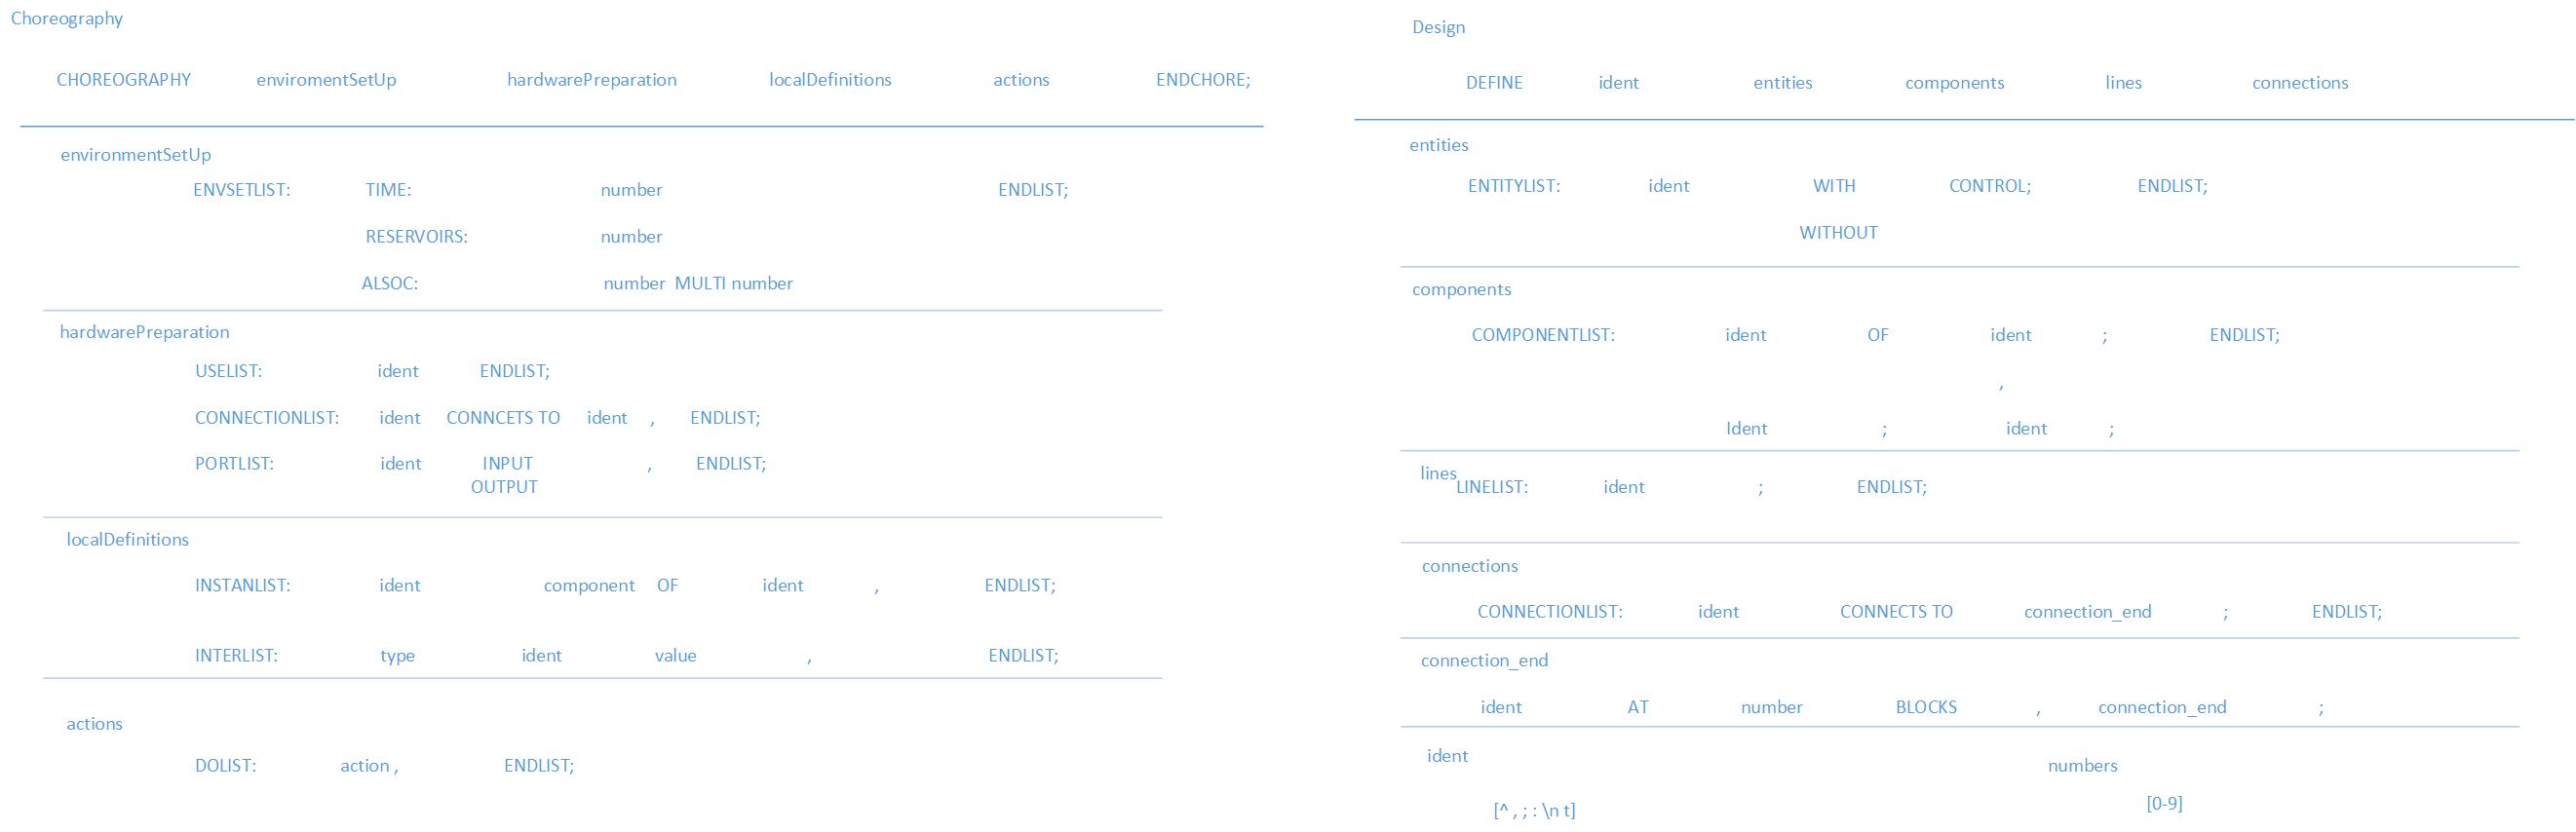 Choreography
CHOREOGRAPHY enviromentSetUp hardwarePreparation localDefinitions actions ENDCHORE;
environmentSetUp
ENVSETLIST: TIME: number ENDLIST;
RESERVOIRS: number
ALSOC: number MULTI number
hardwarePreparation
USELIST: ident ENDLIST;
CONNECTIONLIST: ident CONNCETS TO ident , ENDLIST;
PORTLIST: ident INPUT , ENDLIST;
OUTPUT
localDefinitions
INSTANLIST: ident component OF ident , ENDLIST;
INTERLIST: type ident value , ENDLIST;
actions
DOLIST: action , ENDLIST;
Design
DEFINE ident entities components lines connections
entities
ENTITYLIST: ident WITH CONTROL; ENDLIST;
WITHOUT
components
COMPONENTLIST: ident OF ident ; ENDLIST;
,
Ident ; ident ;
lines
LINELIST: ident ; ENDLIST;
connections
CONNECTIONLIST: ident CONNECTS TO connection_end ; ENDLIST;
connection_end
ident AT number BLOCKS , connection_end ;
ident
[^ , ; : \n t]
numbers
[0-9]